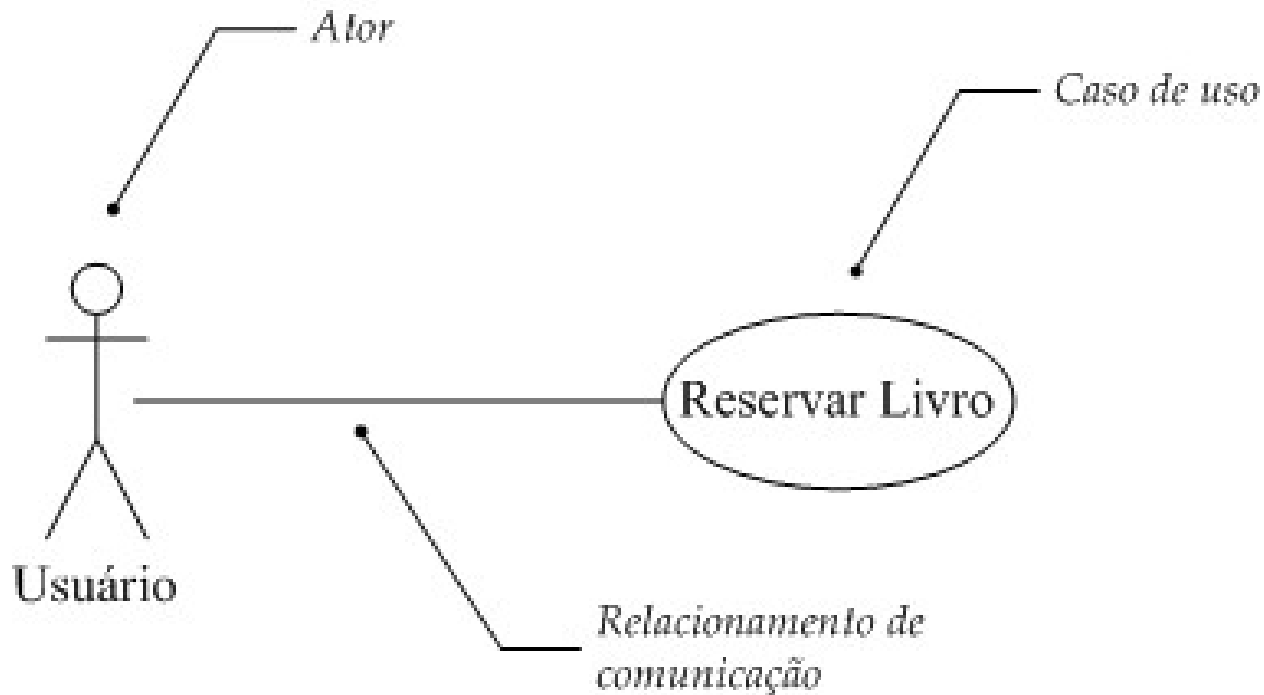 Ator
Caso de uso
Reservar Livro
Usuário
Relacionamento de
comunicação